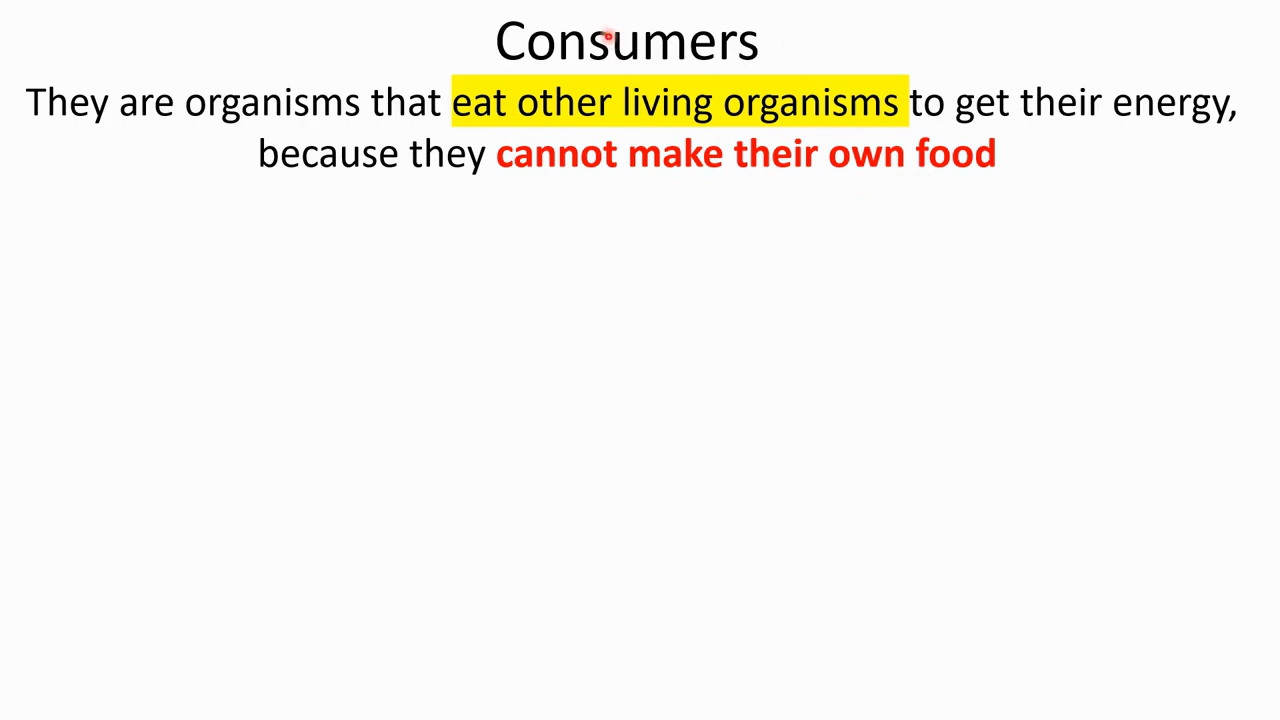 Consumers
They are organisms that eat other living organisms to get their energy,
because they cannot make their own food